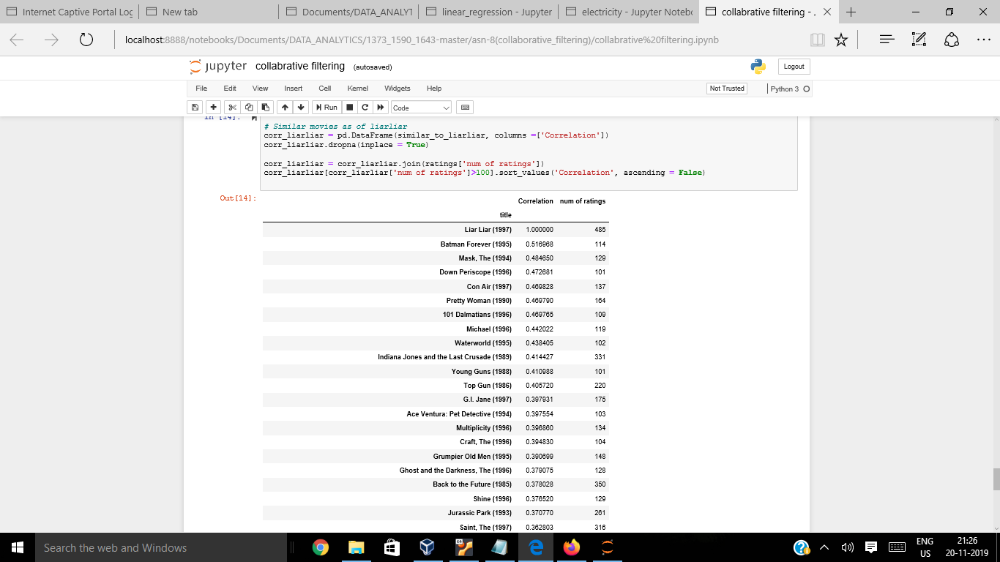 Internet Captive Portal Log
New tab
Documents/DATA_ANALYT
linear_regression - Jupyter
electricity - Jupyter Notebo
collabrative filtering - .
localhost:8888/notebooks/Documents/DATA_ANALYTICS/1373_1590_1643-master/asn-8(collaborative_filtering)/collabrative%20filtering.ipynb
jupyter collabrative filtering (autosaved)
Logout
File Edit View Insert Cell Kernel Widgets Help
Not Trusted
Python 3
Run
Code
In [14]:
# Similar movies as of liarliar
corr_liarliar = pd.DataFrame(similar_to_liarliar, columns =['Correlation'])
corr_liarliar.dropna(inplace = True)
corr_liarliar = corr_liarliar.join(ratings['num of ratings'])
corr_liarliar[corr_liarliar['num of ratings']>100].sort_values('Correlation', ascending = False)
Out[14]:
Correlation num of ratings
title
Liar Liar (1997) 1.000000 485
Batman Forever (1995) 0.516968 114
Mask, The (1994) 0.484650 129
Down Periscope (1996) 0.472681 101
Con Air (1997) 0.469828 137
Pretty Woman (1990) 0.469790 164
101 Dalmatians (1996) 0.469765 109
Michael (1996) 0.442022 119
Waterworld (1995) 0.438405 102
Indiana Jones and the Last Crusade (1989) 0.414427 331
Young Guns (1988) 0.410988 101
Top Gun (1986) 0.405720 220
G.I. Jane (1997) 0.397931 175
Ace Ventura: Pet Detective (1994) 0.397554 103
Multiplicity (1996) 0.396860 134
Craft, The (1996) 0.394830 104
Grumpier Old Men (1995) 0.390699 148
Ghost and the Darkness, The (1996) 0.379075 128
Back to the Future (1985) 0.378028 350
Shine (1996) 0.376520 129
Jurassic Park (1993) 0.370770 261
Saint, The (1997) 0.362803 316
Search the web and Windows
64
ENG
US
21:26
20-11-2019